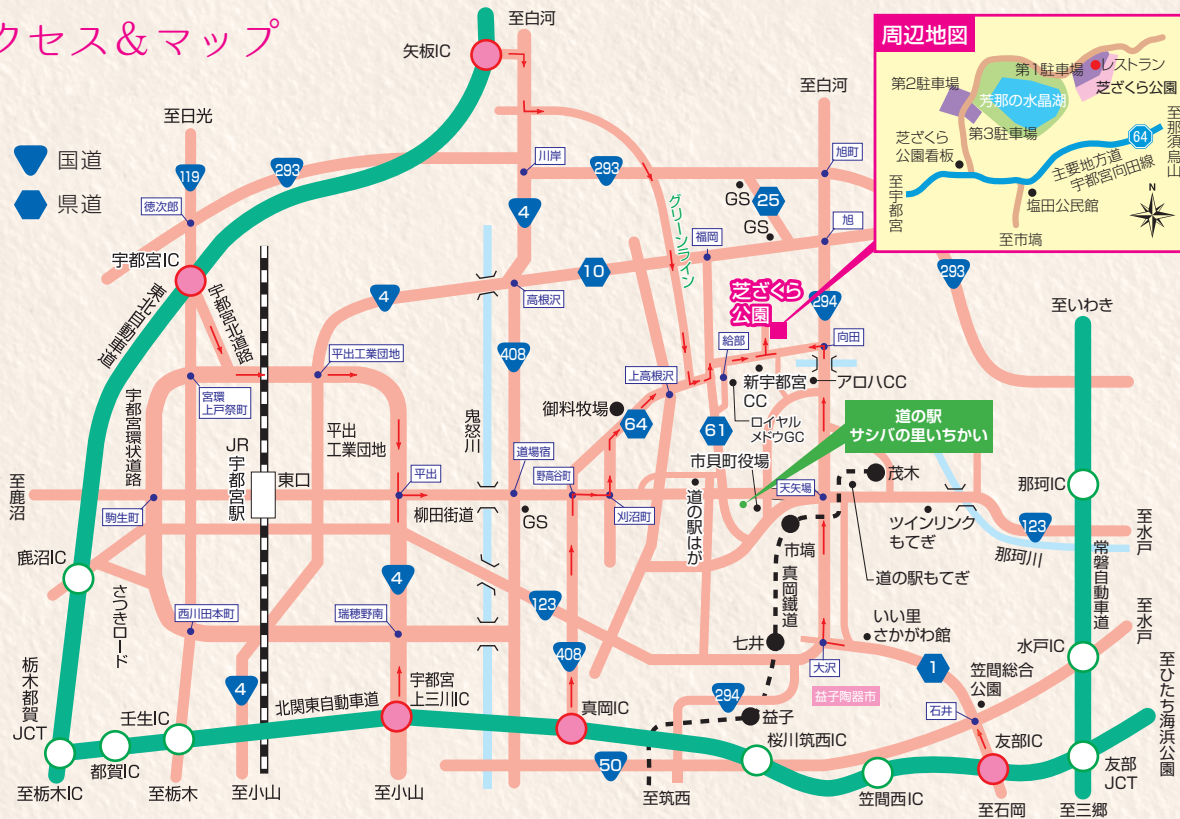 クセス&マップ
国道
県道
周辺地図
第1駐車場
レストラン
芝ざくら公園
第2駐車場
芳那の水晶湖
第3駐車場
芝ざくら
公園看板
64
主要地方道
宇都宮向田線
至那須烏山
至宇都宮
塩田公民館
至市塙
N
至白河
矢板IC
至日光
119
293
徳次郎
川岸
293
4
至白河
旭町
GS
25
GS
旭
グリーンライン
福岡
10
宇都宮IC
東北自動車道
宇都宮北道路
4
高根沢
芝ざくら
公園
294
293
至いわき
408
平出工業団地
給部
向田
上高根沢
新宇都宮
CC
アロハCC
宮環
上戸祭町
宇都宮環状道路
平出
工業団地
鬼怒川
御料牧場
64
ロイヤル
メドウGC
61
道の駅
サシバの里いちかい
JR
宇都宮駅
東口
市貝町役場
茂木
至鹿沼
駒生町
平出
道場宿
野高谷町
刈沼町
天矢場
那珂IC
柳田街道
GS
道の駅はが
ツインリンク
もてぎ
123
至水戸
市塙
那珂川
鹿沼IC
道の駅もてぎ
常磐自動車道
4
さつきロード
123
真岡鐵道
西川田本町
瑞穂野南
いい里
さかがわ館
至水戸
七井
大沢
水戸IC
408
1
笠間総合
公園
至ひたち海浜公園
栃木都賀
JCT
4
北関東自動車道
宇都宮
上三川IC
294
益子陶器市
石井
壬生IC
真岡IC
益子
友部IC
都賀IC
桜川筑西IC
50
笠間西IC
友部
JCT
至栃木IC
至栃木
至小山
至小山
至筑西
至石岡
至三郷